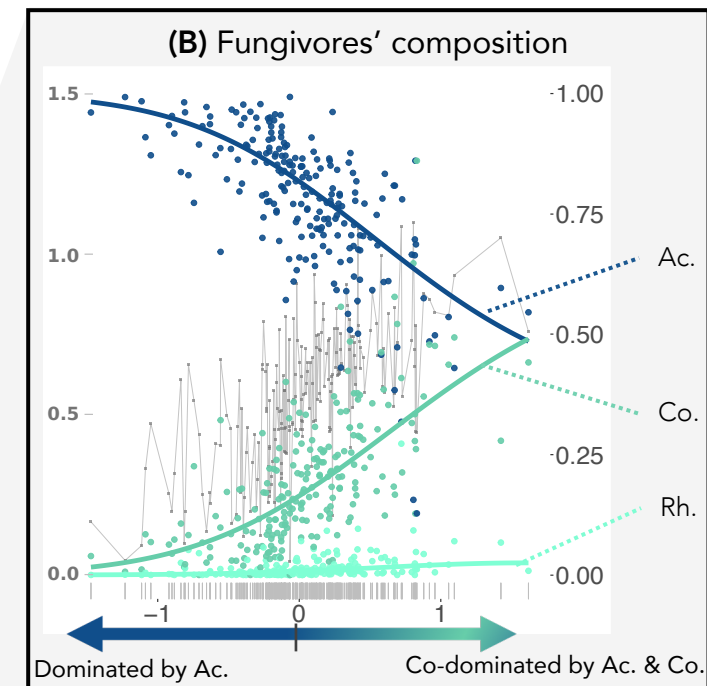 (B) Fungivores' composition
1.5 -1.00
-0.75
1.0 Ac.
-0.50
0.5 Co.
-0.25
Rh.
0.0 -0.00
−1 0 1
Dominated by Ac. Co-dominated by Ac. & Co.